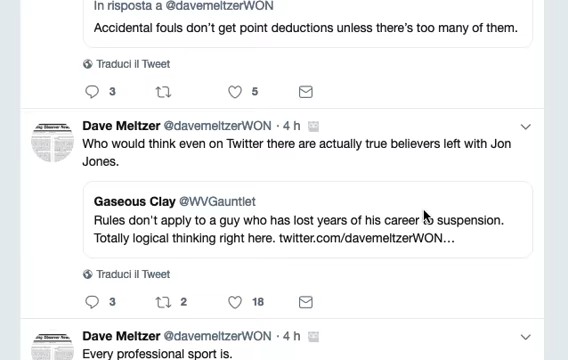 In risposta a @davemeltzerWON
Accidental fouls don't get point deductions unless there's too many of them.
Traduci il Tweet
3 5
Dave Meltzer @davemeltzerWON · 4 h
Who would think even on Twitter there are actually true believers left with Jon
Jones.
Gaseous Clay @WVGauntlet
Rules don't apply to a guy who has lost years of his career to suspension.
Totally logical thinking right here. twitter.com/davemeltzerWON…
Traduci il Tweet
3 2 18
Dave Meltzer @davemeltzerWON · 4 h
Every professional sport is.